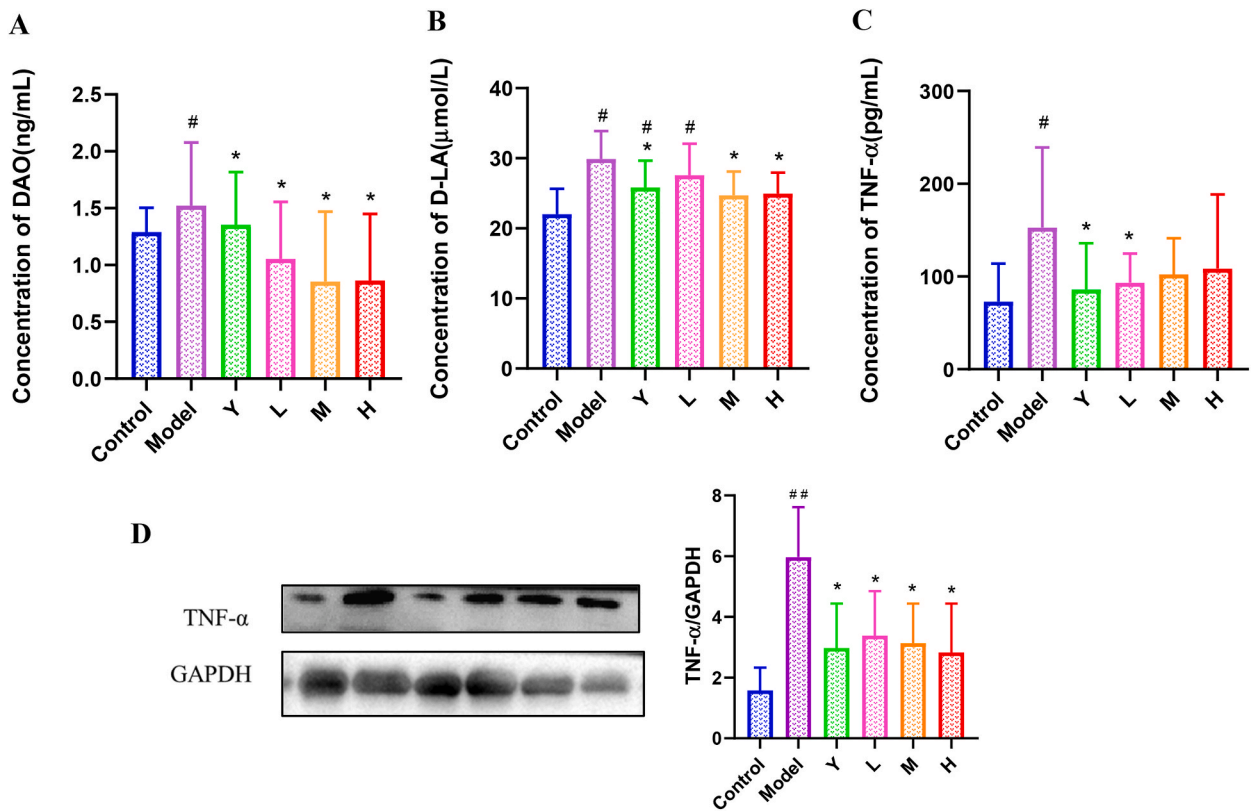 A
Concentration of DAO(ng/mL)
2.5
2.0
1.5
1.0
0.5
0.0
#
*
*
*
*
Control
Model
Y
L
M
H
B
Concentration of D-LA(μmol/L)
40
30
20
10
0
#
#
*
#
*
*
Control
Model
Y
L
M
H
C
Concentration of TNF-α(pg/mL)
300
200
100
0
#
*
*
Control
Model
Y
L
M
H
D
TNF-α
GAPDH
TNF-α/GAPDH
8
6
4
2
0
##
*
*
*
*
Control
Model
Y
L
M
H